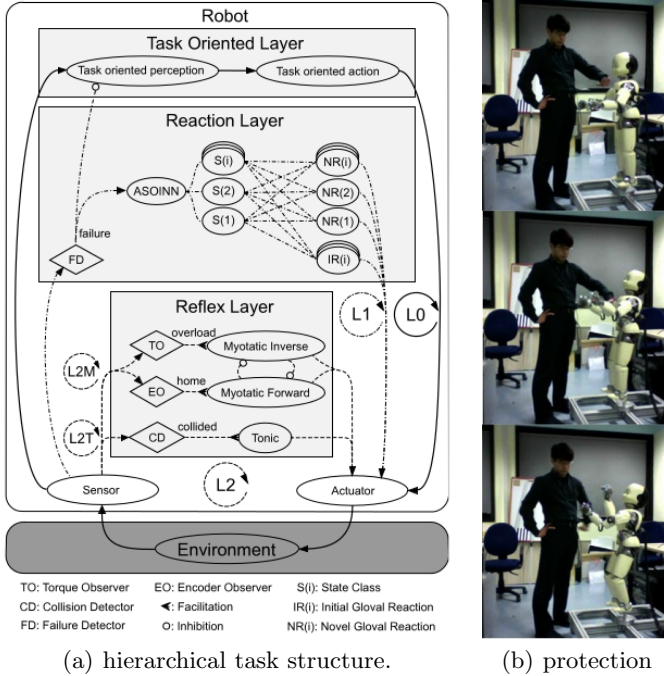 Robot
Task Oriented Layer
Task oriented perception
Task oriented action
Reaction Layer
S(i)
NR(i)
ASOINN
S(2)
NR(2)
S(1)
NR(1)
failure
FD
IR(i)
Reflex Layer
L1
L0
overload
TO
Myotatic Inverse
L2M
home
EO
Myotatic Forward
L2T
collided
CD
Tonic
L2
Sensor
Actuator
Environment
TO: Torque Observer EO: Encoder Observer S(i): State Class
CD: Collision Detector : Facilitation IR(i): Initial Gloval Reaction
FD: Failure Detector : Inhibition NR(i): Novel Gloval Reaction
(a) hierarchical task structure. (b) protection